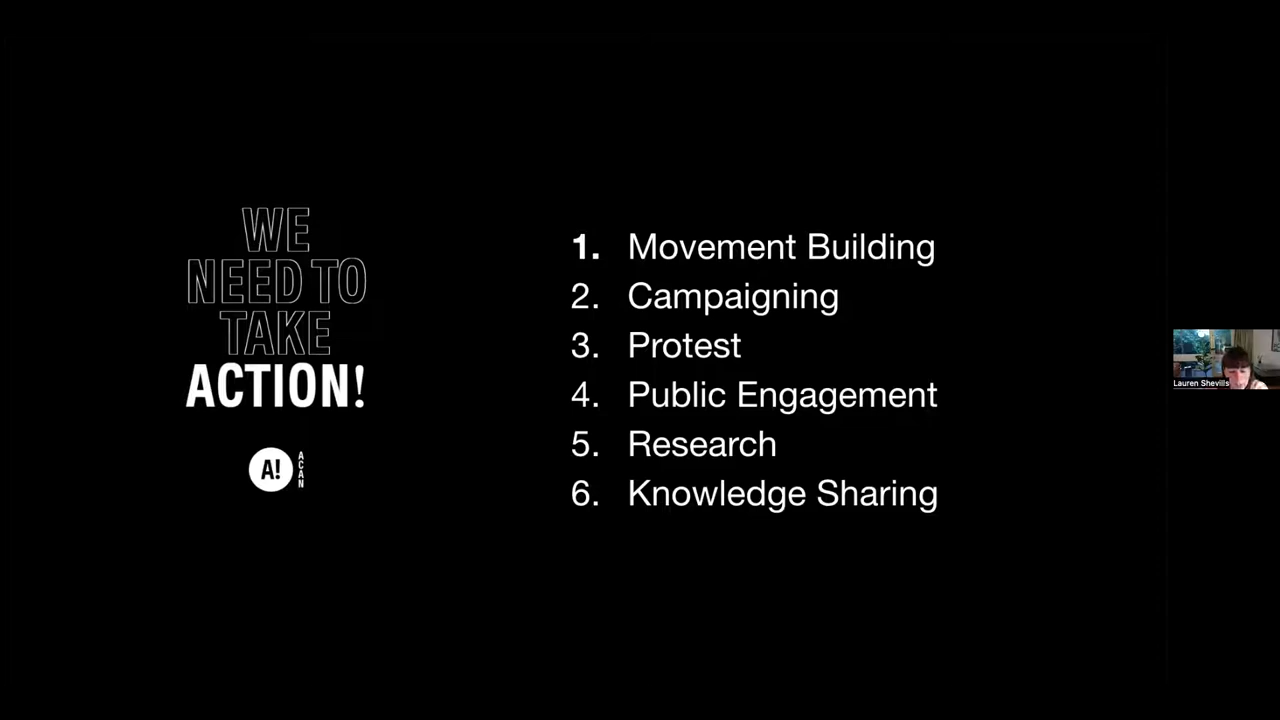 WE
NEED TO
TAKE
ACTION!
A!
ACAN
1. Movement Building
2. Campaigning
3. Protest
4. Public Engagement
5. Research
6. Knowledge Sharing
Lauren Shevills